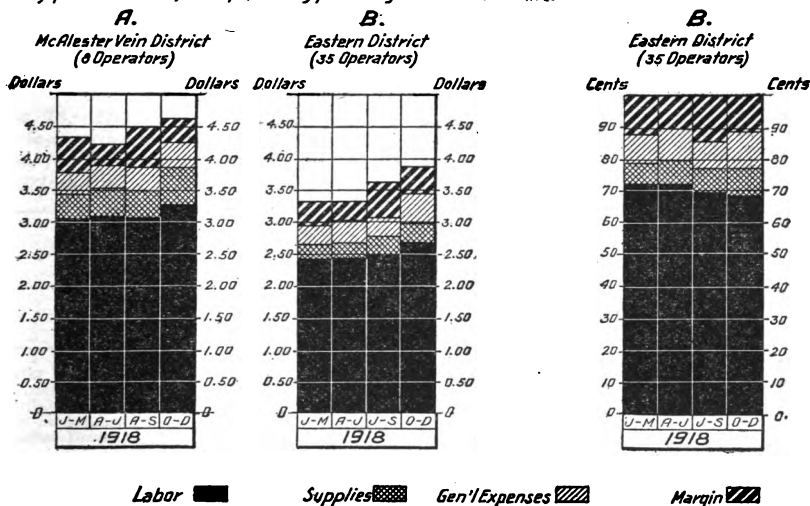 A.
McAlester Vein District
(8 Operators)
Dollars Dollars
4.50 4.50
4.00 4.00
3.50 3.50
3.00 3.00
2.50 2.50
2.00 2.00
1.50 1.50
1.00 1.00
0.50 0.50
0 0
J-M A-J A-S O-D
1918
B.
Eastern District
(35 Operators)
Dollars Dollars
4.50 4.50
4.00 4.00
3.50 3.50
3.00 3.00
2.50 2.50
2.00 2.00
1.50 1.50
1.00 1.00
0.50 0.50
0 0
J-M A-J J-S O-D
1918
B.
Eastern District
(35 Operators)
Cents Cents
90 90
80 80
70 70
60 60
50 50
40 40
30 30
20 20
10 10
0 0.
J-M A-J J-S O-D
1918
Labor Supplies Gen'l Expenses Margin